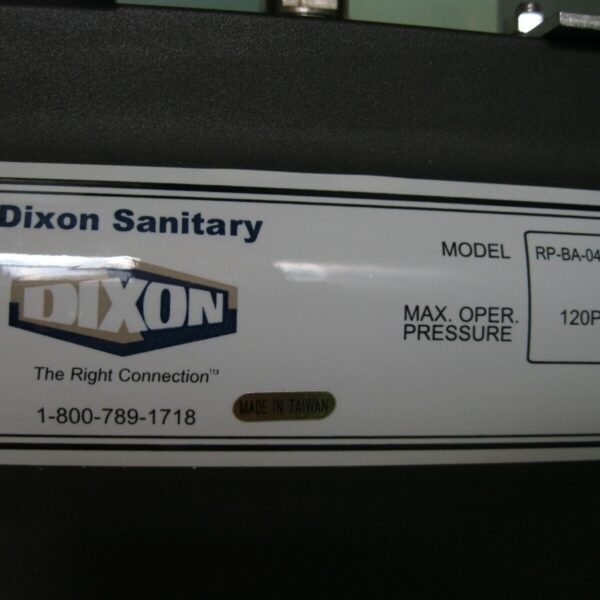 Dixon Sanitary
DIXON
The Right Connection™
1-800-789-1718
MADE IN TAIWAN
MODEL RP-BA-04
MAX. OPER. PRESSURE 120P